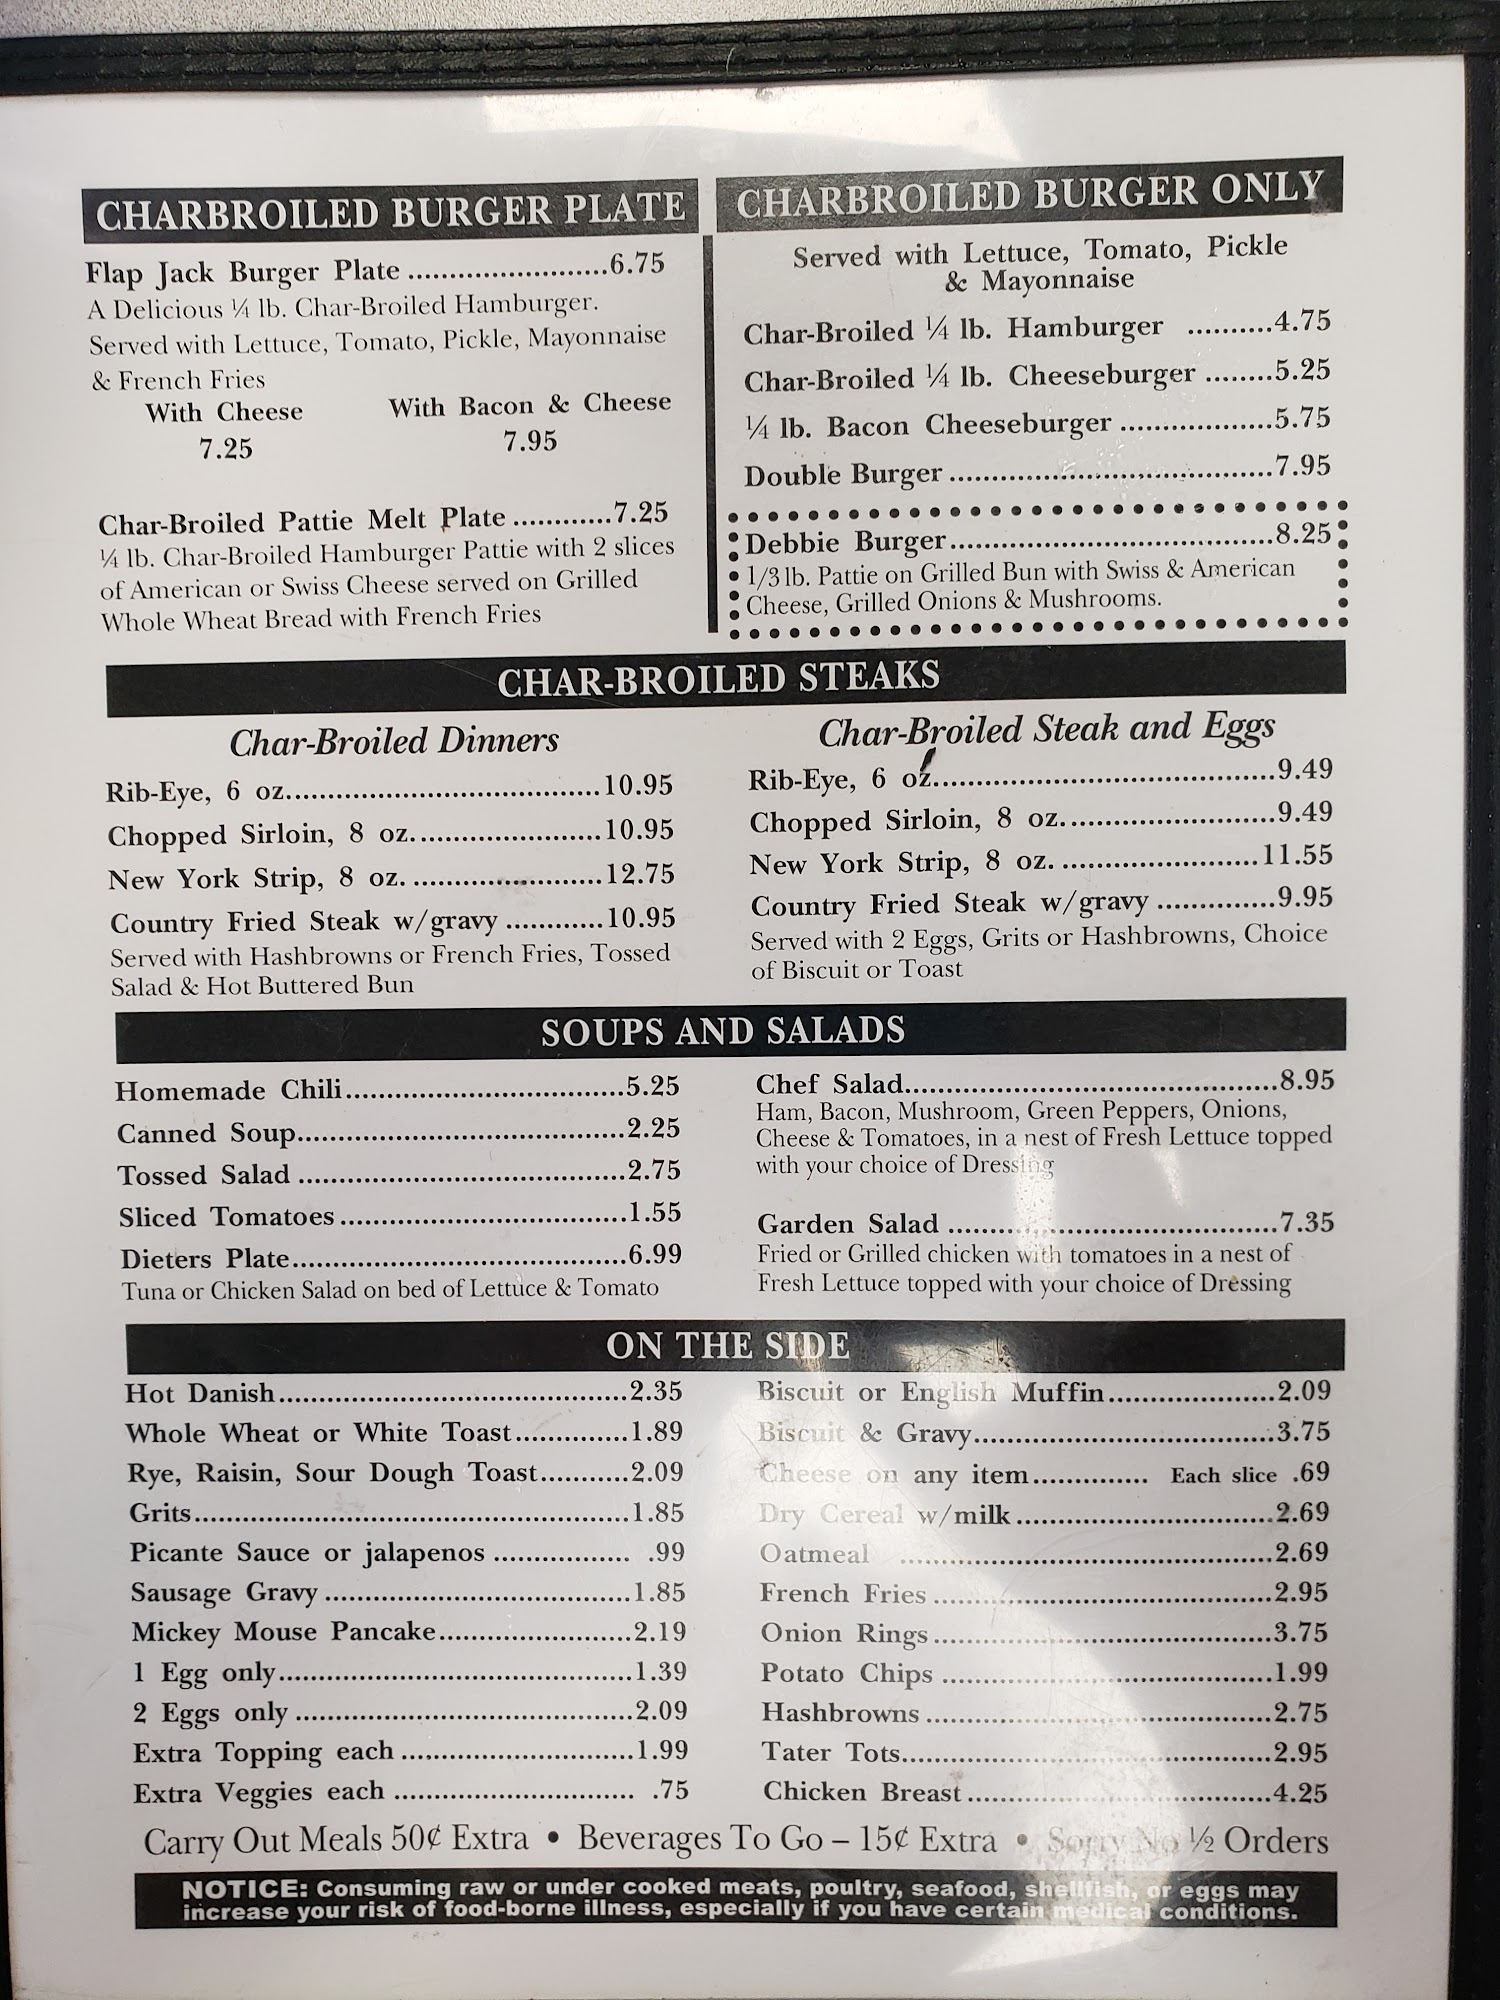 CHARBROILED BURGER PLATE
Flap Jack Burger Plate ........................6.75
A Delicious ¼ lb. Char-Broiled Hamburger.
Served with Lettuce, Tomato, Pickle, Mayonnaise
& French Fries
With Cheese With Bacon & Cheese
7.25 7.95
Char-Broiled Pattie Melt Plate ............7.25
¼ lb. Char-Broiled Hamburger Pattie with 2 slices
of American or Swiss Cheese served on Grilled
Whole Wheat Bread with French Fries
CHARBROILED BURGER ONLY
Served with Lettuce, Tomato, Pickle
& Mayonnaise
Char-Broiled ¼ lb. Hamburger ..........4.75
Char-Broiled ¼ lb. Cheeseburger ........5.25
¼ lb. Bacon Cheeseburger ..................5.75
Double Burger .......................................7.95
Debbie Burger.......................................8.25
1/3 lb. Pattie on Grilled Bun with Swiss & American
Cheese, Grilled Onions & Mushrooms.
CHAR-BROILED STEAKS
Char-Broiled Dinners
Rib-Eye, 6 oz......................................10.95
Chopped Sirloin, 8 oz.......................10.95
New York Strip, 8 oz. .......................12.75
Country Fried Steak w/gravy ............10.95
Served with Hashbrowns or French Fries, Tossed
Salad & Hot Buttered Bun
Char-Broiled Steak and Eggs
Rib-Eye, 6 oz..........................................9.49
Chopped Sirloin, 8 oz..........................9.49
New York Strip, 8 oz. ........................11.55
Country Fried Steak w/gravy ...............9.95
Served with 2 Eggs, Grits or Hashbrowns, Choice
of Biscuit or Toast
SOUPS AND SALADS
Homemade Chili..................................5.25
Canned Soup........................................2.25
Tossed Salad ........................................2.75
Sliced Tomatoes ...................................1.55
Dieters Plate.........................................6.99
Tuna or Chicken Salad on bed of Lettuce & Tomato
Chef Salad.............................................8.95
Ham, Bacon, Mushroom, Green Peppers, Onions,
Cheese & Tomatoes, in a nest of Fresh Lettuce topped
with your choice of Dressing
Garden Salad ........................................7.35
Fried or Grilled chicken with tomatoes in a nest of
Fresh Lettuce topped with your choice of Dressing
ON THE SIDE
Hot Danish..........................................2.35
Whole Wheat or White Toast..............1.89
Rye, Raisin, Sour Dough Toast...........2.09
Grits.....................................................1.85
Picante Sauce or jalapenos ................. .99
Sausage Gravy .....................................1.85
Mickey Mouse Pancake.......................2.19
1 Egg only...........................................1.39
2 Eggs only .........................................2.09
Extra Topping each ............................1.99
Extra Veggies each ............................. .75
Biscuit or English Muffin....................2.09
Biscuit & Gravy....................................3.75
Cheese on any item.............. Each slice .69
Dry Cereal w/milk...............................2.69
Oatmeal .............................................2.69
French Fries .........................................2.95
Onion Rings.........................................3.75
Potato Chips ........................................1.99
Hashbrowns ..........................................2.75
Tater Tots.............................................2.95
Chicken Breast .....................................4.25
Carry Out Meals 50¢ Extra • Beverages To Go – 15¢ Extra • Sorry No ½ Orders
NOTICE: Consuming raw or under cooked meats, poultry, seafood, shellfish, or eggs may
increase your risk of food-borne illness, especially if you have certain medical conditions.